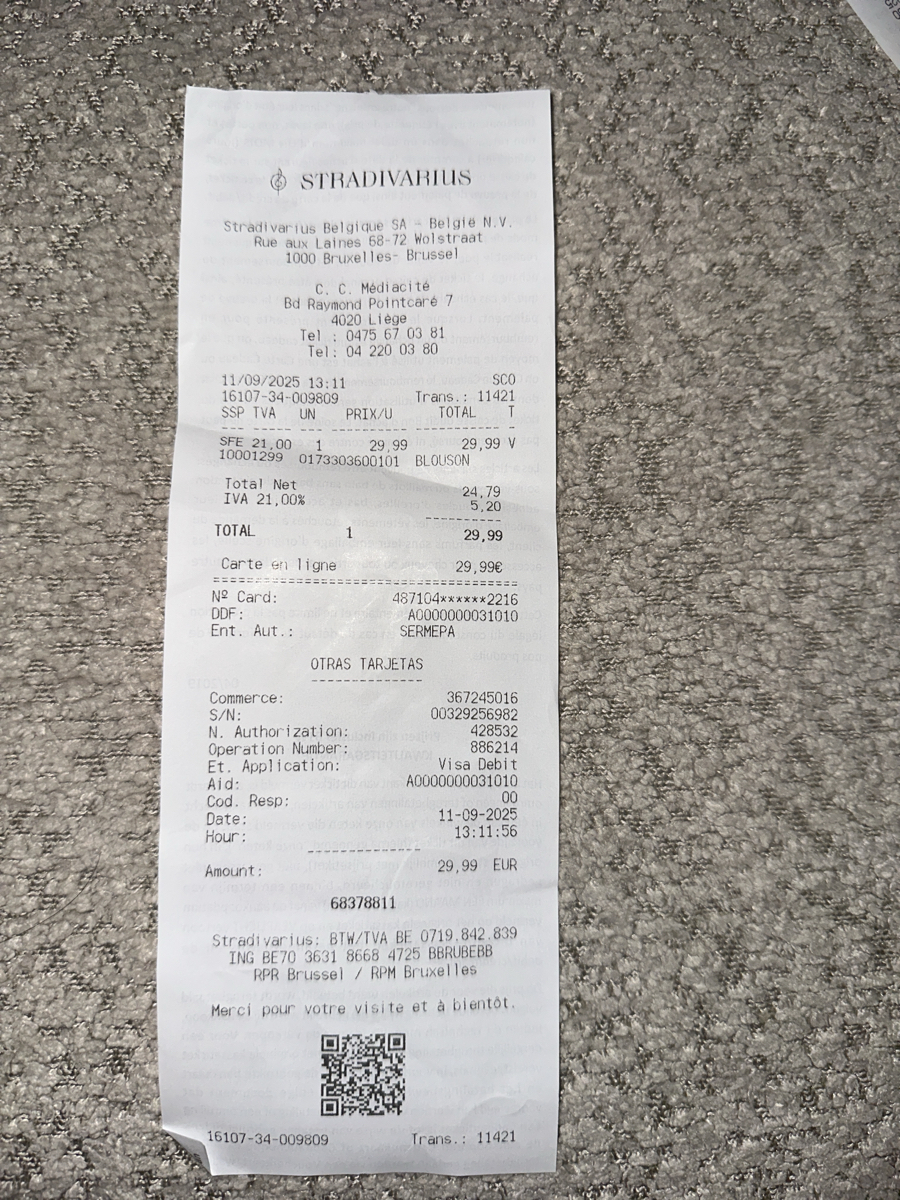 STRADIVARIUS
Stradivarius Belgique SA - België N.V.
Rue aux Laines 68-72 Wolstraat
1000 Bruxelles- Brussel
C. C. Médiacité
Bd Raymond Pointcaré 7
4020 Liège
Tel : 0475 67 03 81
Tel: 04 220 03 80
11/09/2025 13:11 SCO
16107-34-009809 Trans.: 11421
SSP TVA UN PRIX/U TOTAL T
SFE 21,00 1 29,99 29,99 V
10001299 0173303600101 BLOUSON
Total Net 24,79
IVA 21,00% 5,20
TOTAL 1 29,99
Carte en ligne 29,99€
Nº Card: 487104******2216
DDF: A0000000031010
Ent. Aut.: SERMEPA
OTRAS TARJETAS
Commerce: 367245016
S/N: 00329256982
N. Authorization: 428532
Operation Number: 886214
Et. Application: Visa Debit
Aid: A0000000031010
Cod. Resp: 00
Date: 11-09-2025
Hour: 13:11:56
Amount: 29,99 EUR
68378811
Stradivarius: BTW/TVA BE 0719.842.839
ING BE70 3631 8668 4725 BBRUBEBB
RPR Brussel / RPM Bruxelles
Merci pour votre visite et à bientôt.
16107-34-009809 Trans.: 11421